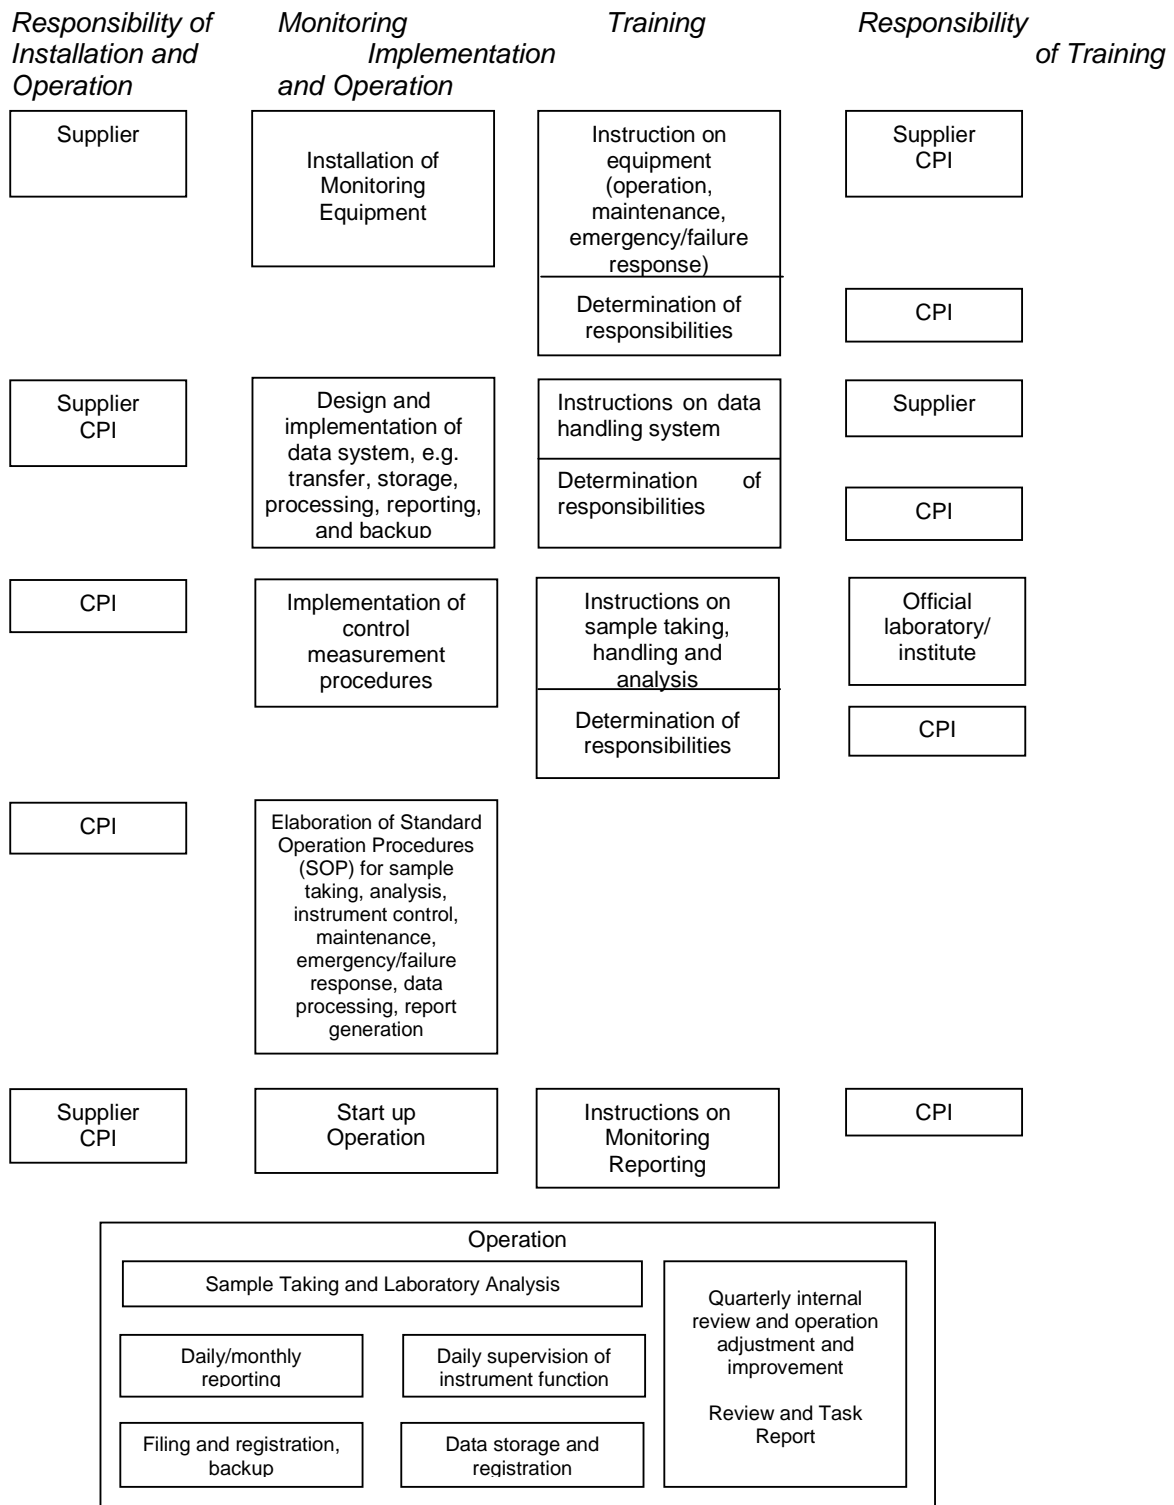 Responsibility of
Installation and
Operation
Monitoring
Implementation
and Operation
Training
Responsibility
of Training
Supplier
Installation of
Monitoring
Equipment
Instruction on
equipment
(operation,
maintenance,
emergency/failure
response)
Determination of
responsibilities
Supplier
CPI
CPI
Supplier
CPI
Design and
implementation of
data system, e.g.
transfer, storage,
processing, reporting,
and backup
Instructions on data
handling system
Determination of
responsibilities
Supplier
CPI
CPI
Implementation of
control
measurement
procedures
Instructions on
sample taking,
handling and
analysis
Determination of
responsibilities
Official
laboratory/
institute
CPI
CPI
Elaboration of Standard
Operation Procedures
(SOP) for sample
taking, analysis,
instrument control,
maintenance,
emergency/failure
response, data
processing, report
generation
Supplier
CPI
Start up
Operation
Instructions on
Monitoring
Reporting
CPI
Operation
Sample Taking and Laboratory Analysis
Daily/monthly
reporting
Daily supervision of
instrument function
Filing and registration,
backup
Data storage and
registration
Quarterly internal
review and operation
adjustment and
improvement
Review and Task
Report